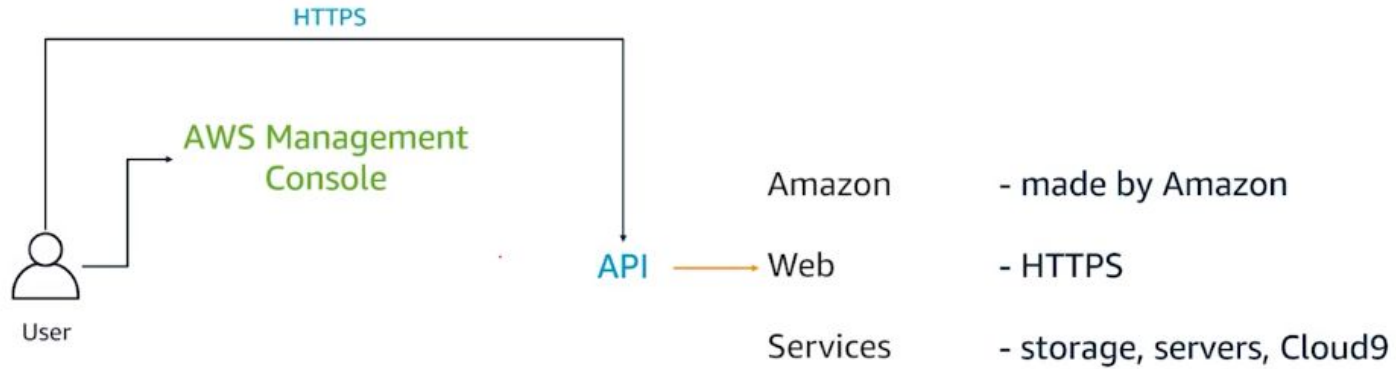 HTTPS
AWS Management
Console
Amazon - made by Amazon
API Web - HTTPS
User
Services - storage, servers, Cloud9